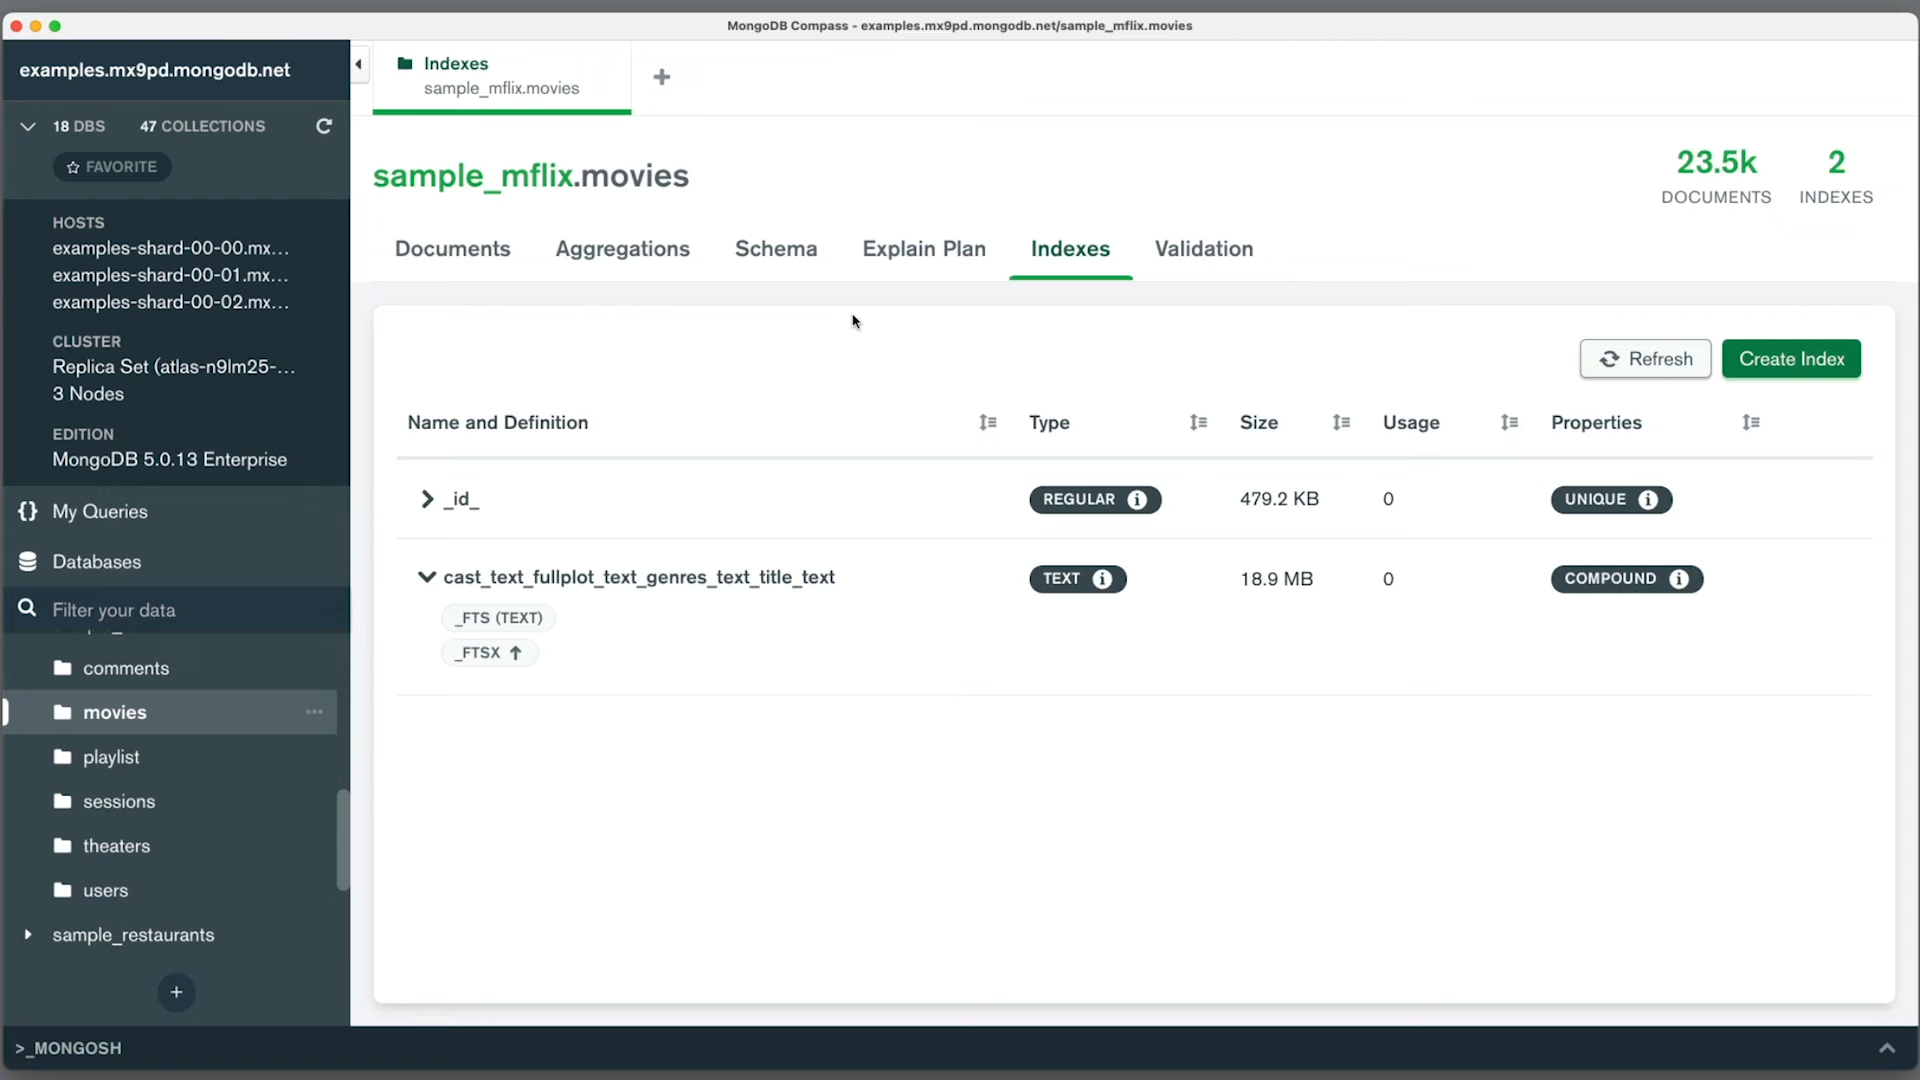 MongoDB Compass - examples.mx9pd.mongodb.net/sample_mflix.movies
examples.mx9pd.mongodb.net
18 DBS 47 COLLECTIONS
FAVORITE
HOSTS
examples-shard-00-00.mx...
examples-shard-00-01.mx...
examples-shard-00-02.mx...
CLUSTER
Replica Set (atlas-n9lm25-...
3 Nodes
EDITION
MongoDB 5.0.13 Enterprise
{} My Queries
Databases
Filter your data
comments
movies ...
playlist
sessions
theaters
users
sample_restaurants
+
Indexes
sample_mflix.movies
+
sample_mflix.movies
23.5k
DOCUMENTS
2
INDEXES
Documents Aggregations Schema Explain Plan Indexes Validation
Refresh Create Index
Name and Definition Type Size Usage Properties
_id_ REGULAR 479.2 KB 0 UNIQUE
cast_text_fullplot_text_genres_text_title_text TEXT 18.9 MB 0 COMPOUND
_FTS (TEXT)
_FTSX ↑
>_MONGOSH